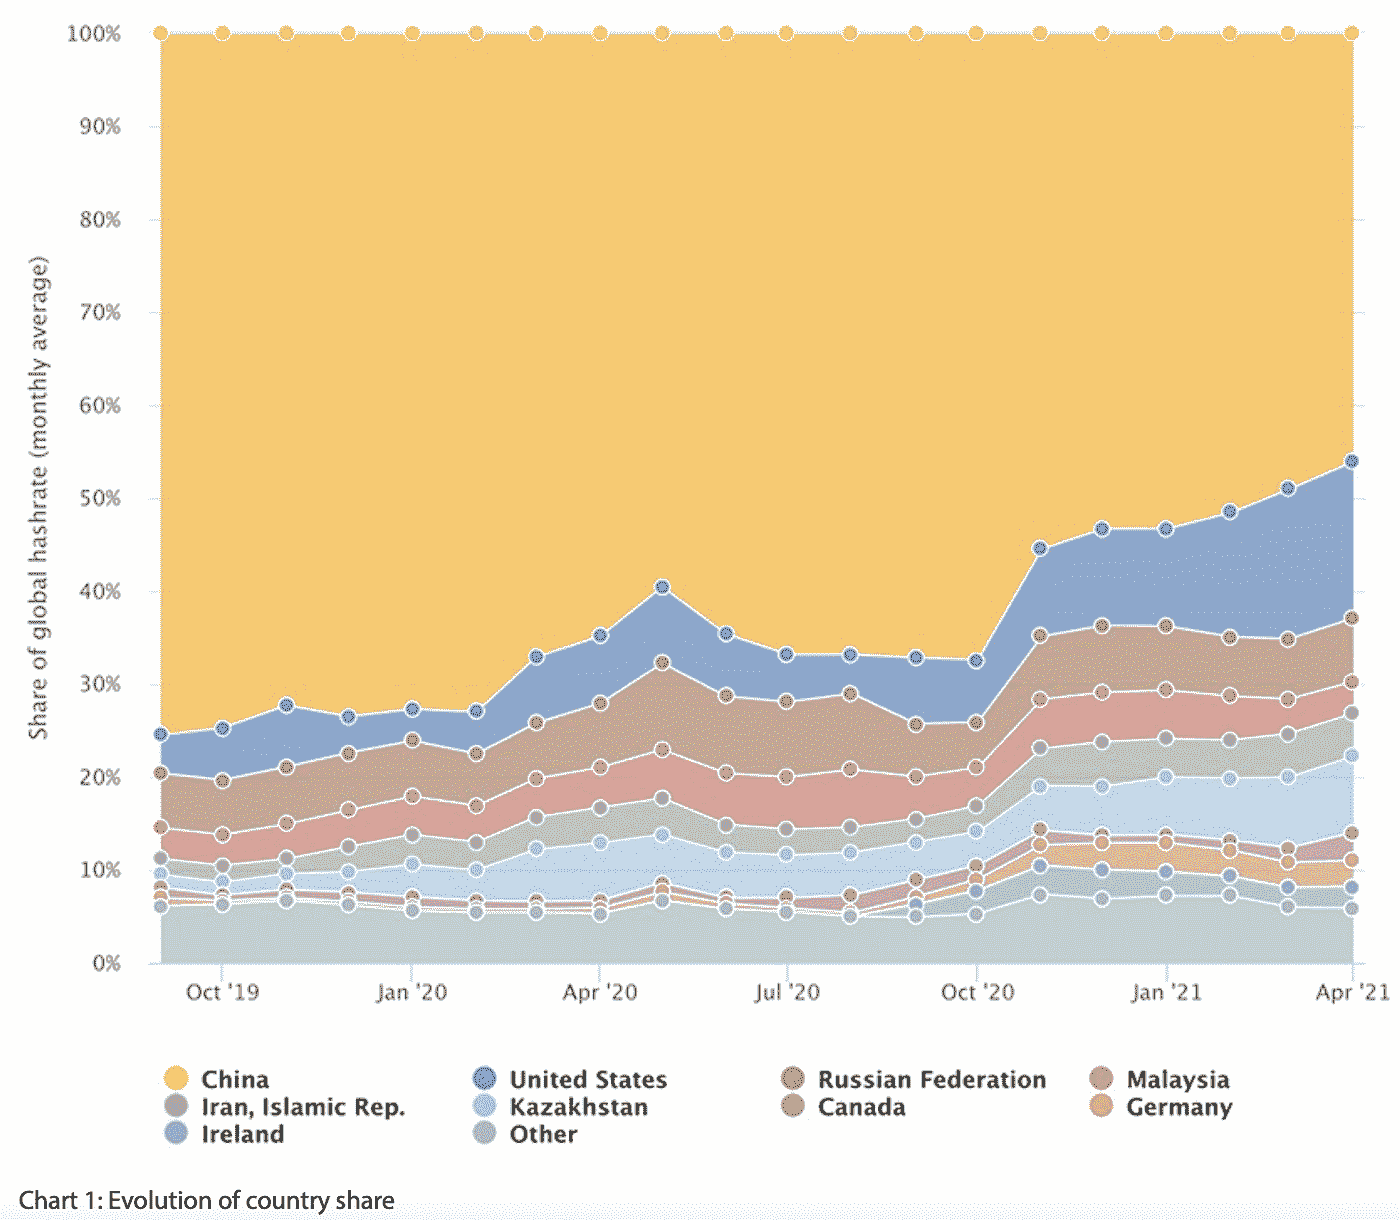 100%
90%
80%
70%
60%
50%
40%
30%
20%
10%
0%
Share of global hashrate (monthly average)
Oct '19 Jan '20 Apr '20 Jul '20 Oct '20 Jan '21 Apr '21
China United States Russian Federation Malaysia
Iran, Islamic Rep. Kazakhstan Canada Germany
Ireland Other
Chart 1: Evolution of country share